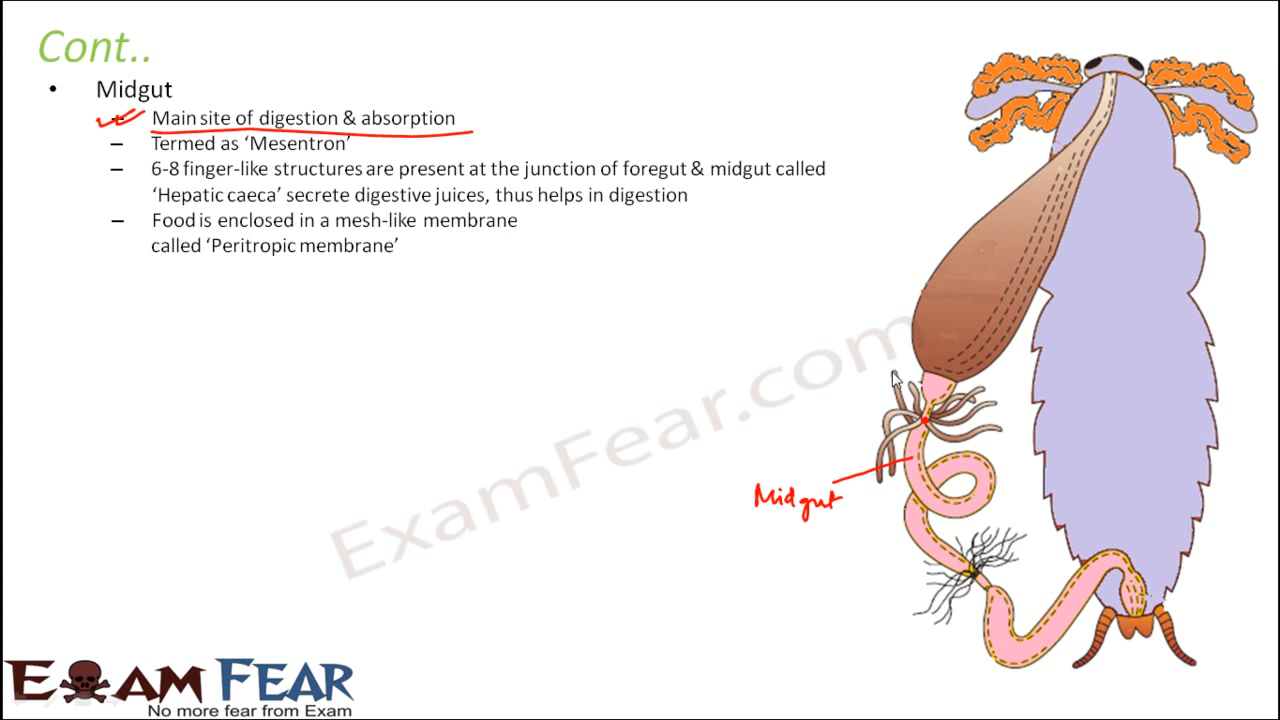 Cont..
• Midgut
– Main site of digestion & absorption
– Termed as ‘Mesentron’
– 6-8 finger-like structures are present at the junction of foregut & midgut called
‘Hepatic caeca’ secrete digestive juices, thus helps in digestion
– Food is enclosed in a mesh-like membrane
called ‘Peritropic membrane’
ExamFear.com
Midgut
EXAM FEAR
No more fear from Exam